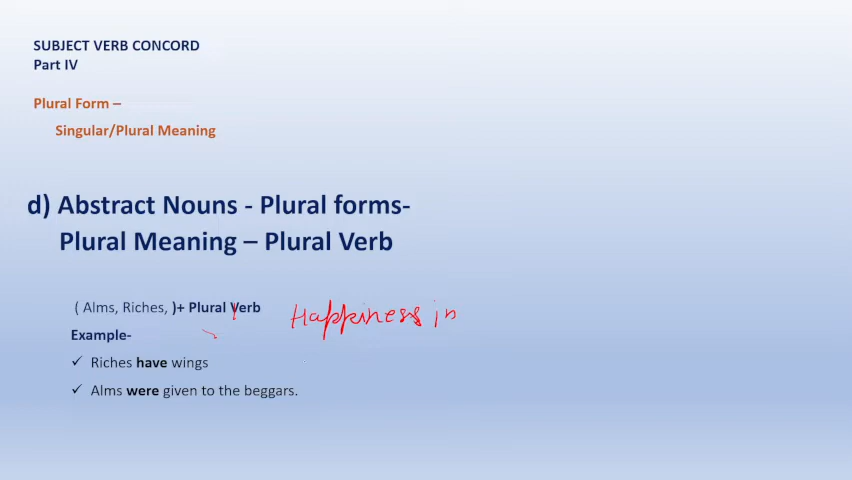 SUBJECT VERB CONCORD
Part IV
Plural Form –
Singular/Plural Meaning
d) Abstract Nouns - Plural forms-
Plural Meaning – Plural Verb
( Alms, Riches, )+ Plural Verb
Happiness in
Example-
✓ Riches have wings
✓ Alms were given to the beggars.